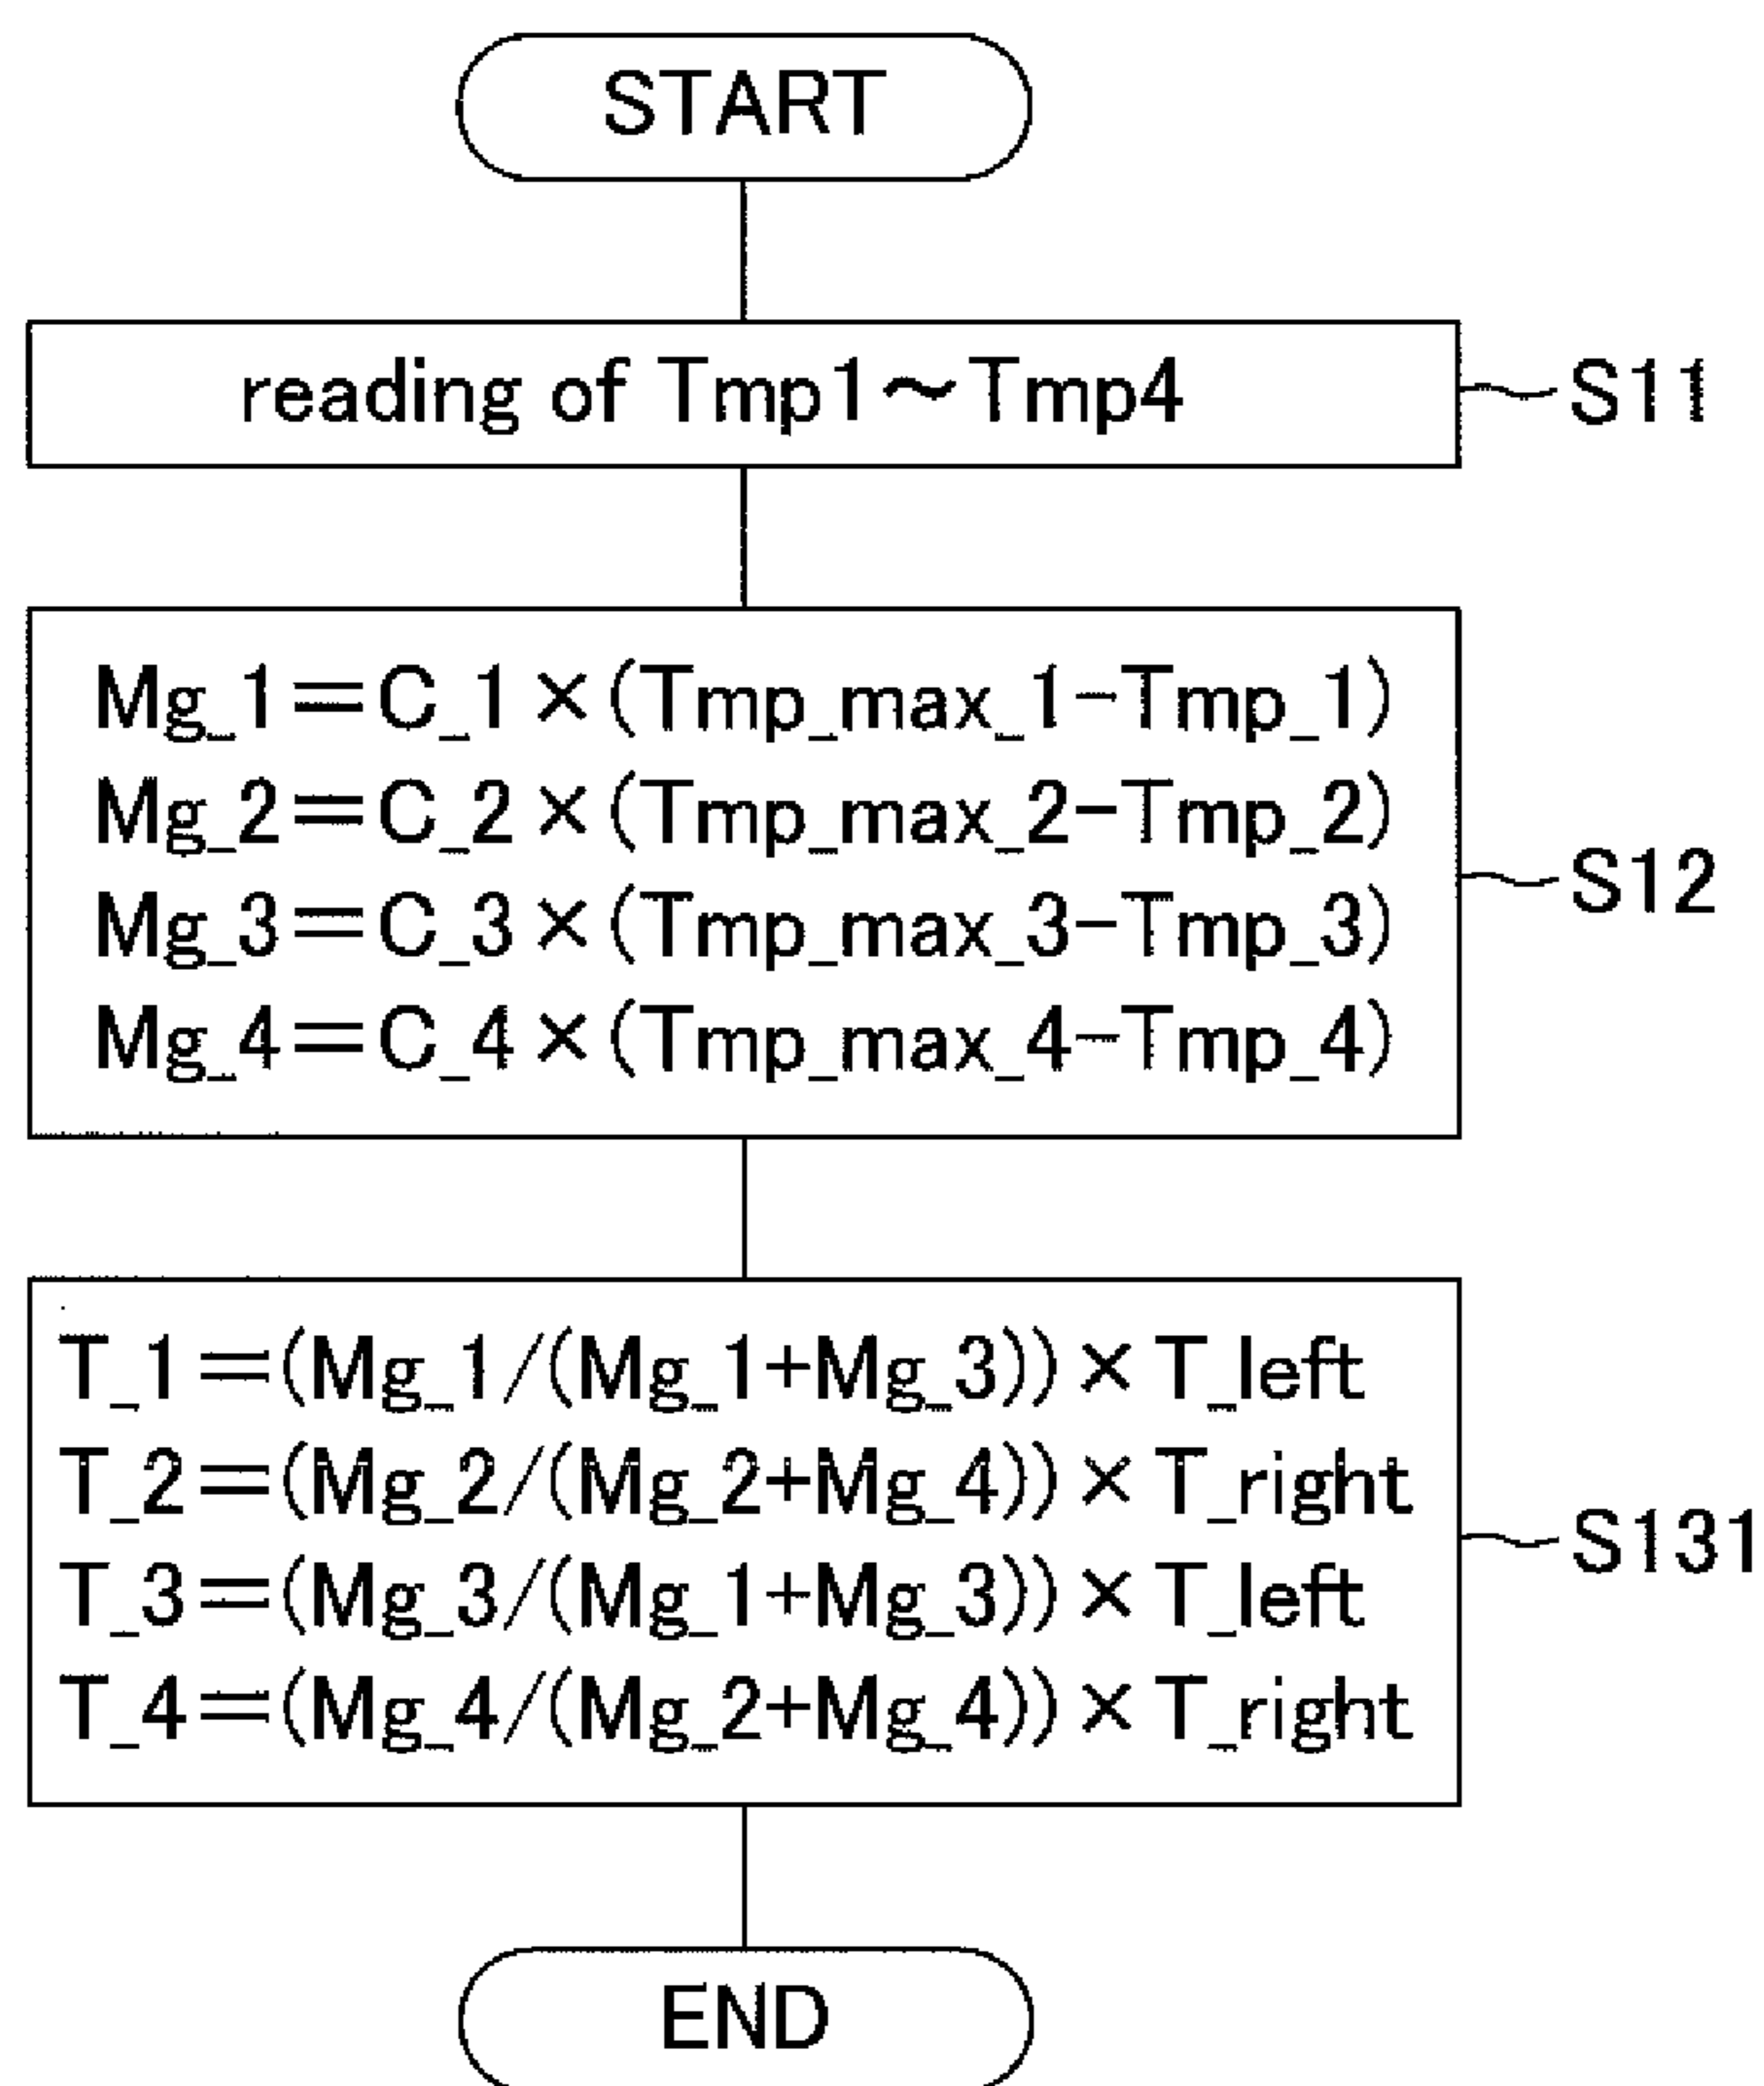 START
reading of Tmp1～Tmp4
S11
Mg_1＝C_1×(Tmp_max_1-Tmp_1)
Mg_2＝C_2×(Tmp_max_2-Tmp_2)
Mg_3＝C_3×(Tmp_max_3-Tmp_3)
Mg_4＝C_4×(Tmp_max_4-Tmp_4)
S12
T_1＝(Mg_1/(Mg_1+Mg_3))×T_left
T_2＝(Mg_2/(Mg_2+Mg_4))×T_right
T_3＝(Mg_3/(Mg_1+Mg_3))×T_left
T_4＝(Mg_4/(Mg_2+Mg_4))×T_right
S131
END